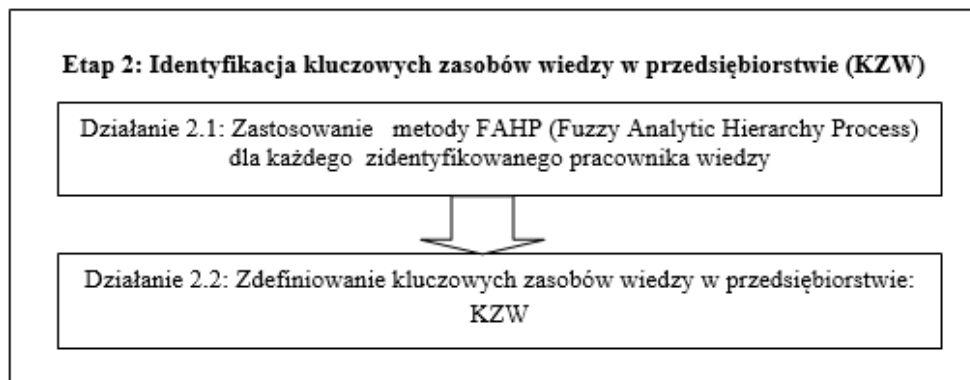 Etap 2: Identyfikacja kluczowych zasobów wiedzy w przedsiębiorstwie (KZW)
Działanie 2.1: Zastosowanie metody FAHP (Fuzzy Analytic Hierarchy Process)
dla każdego zidentyfikowanego pracownika wiedzy
Działanie 2.2: Zdefiniowanie kluczowych zasobów wiedzy w przedsiębiorstwie:
KZW